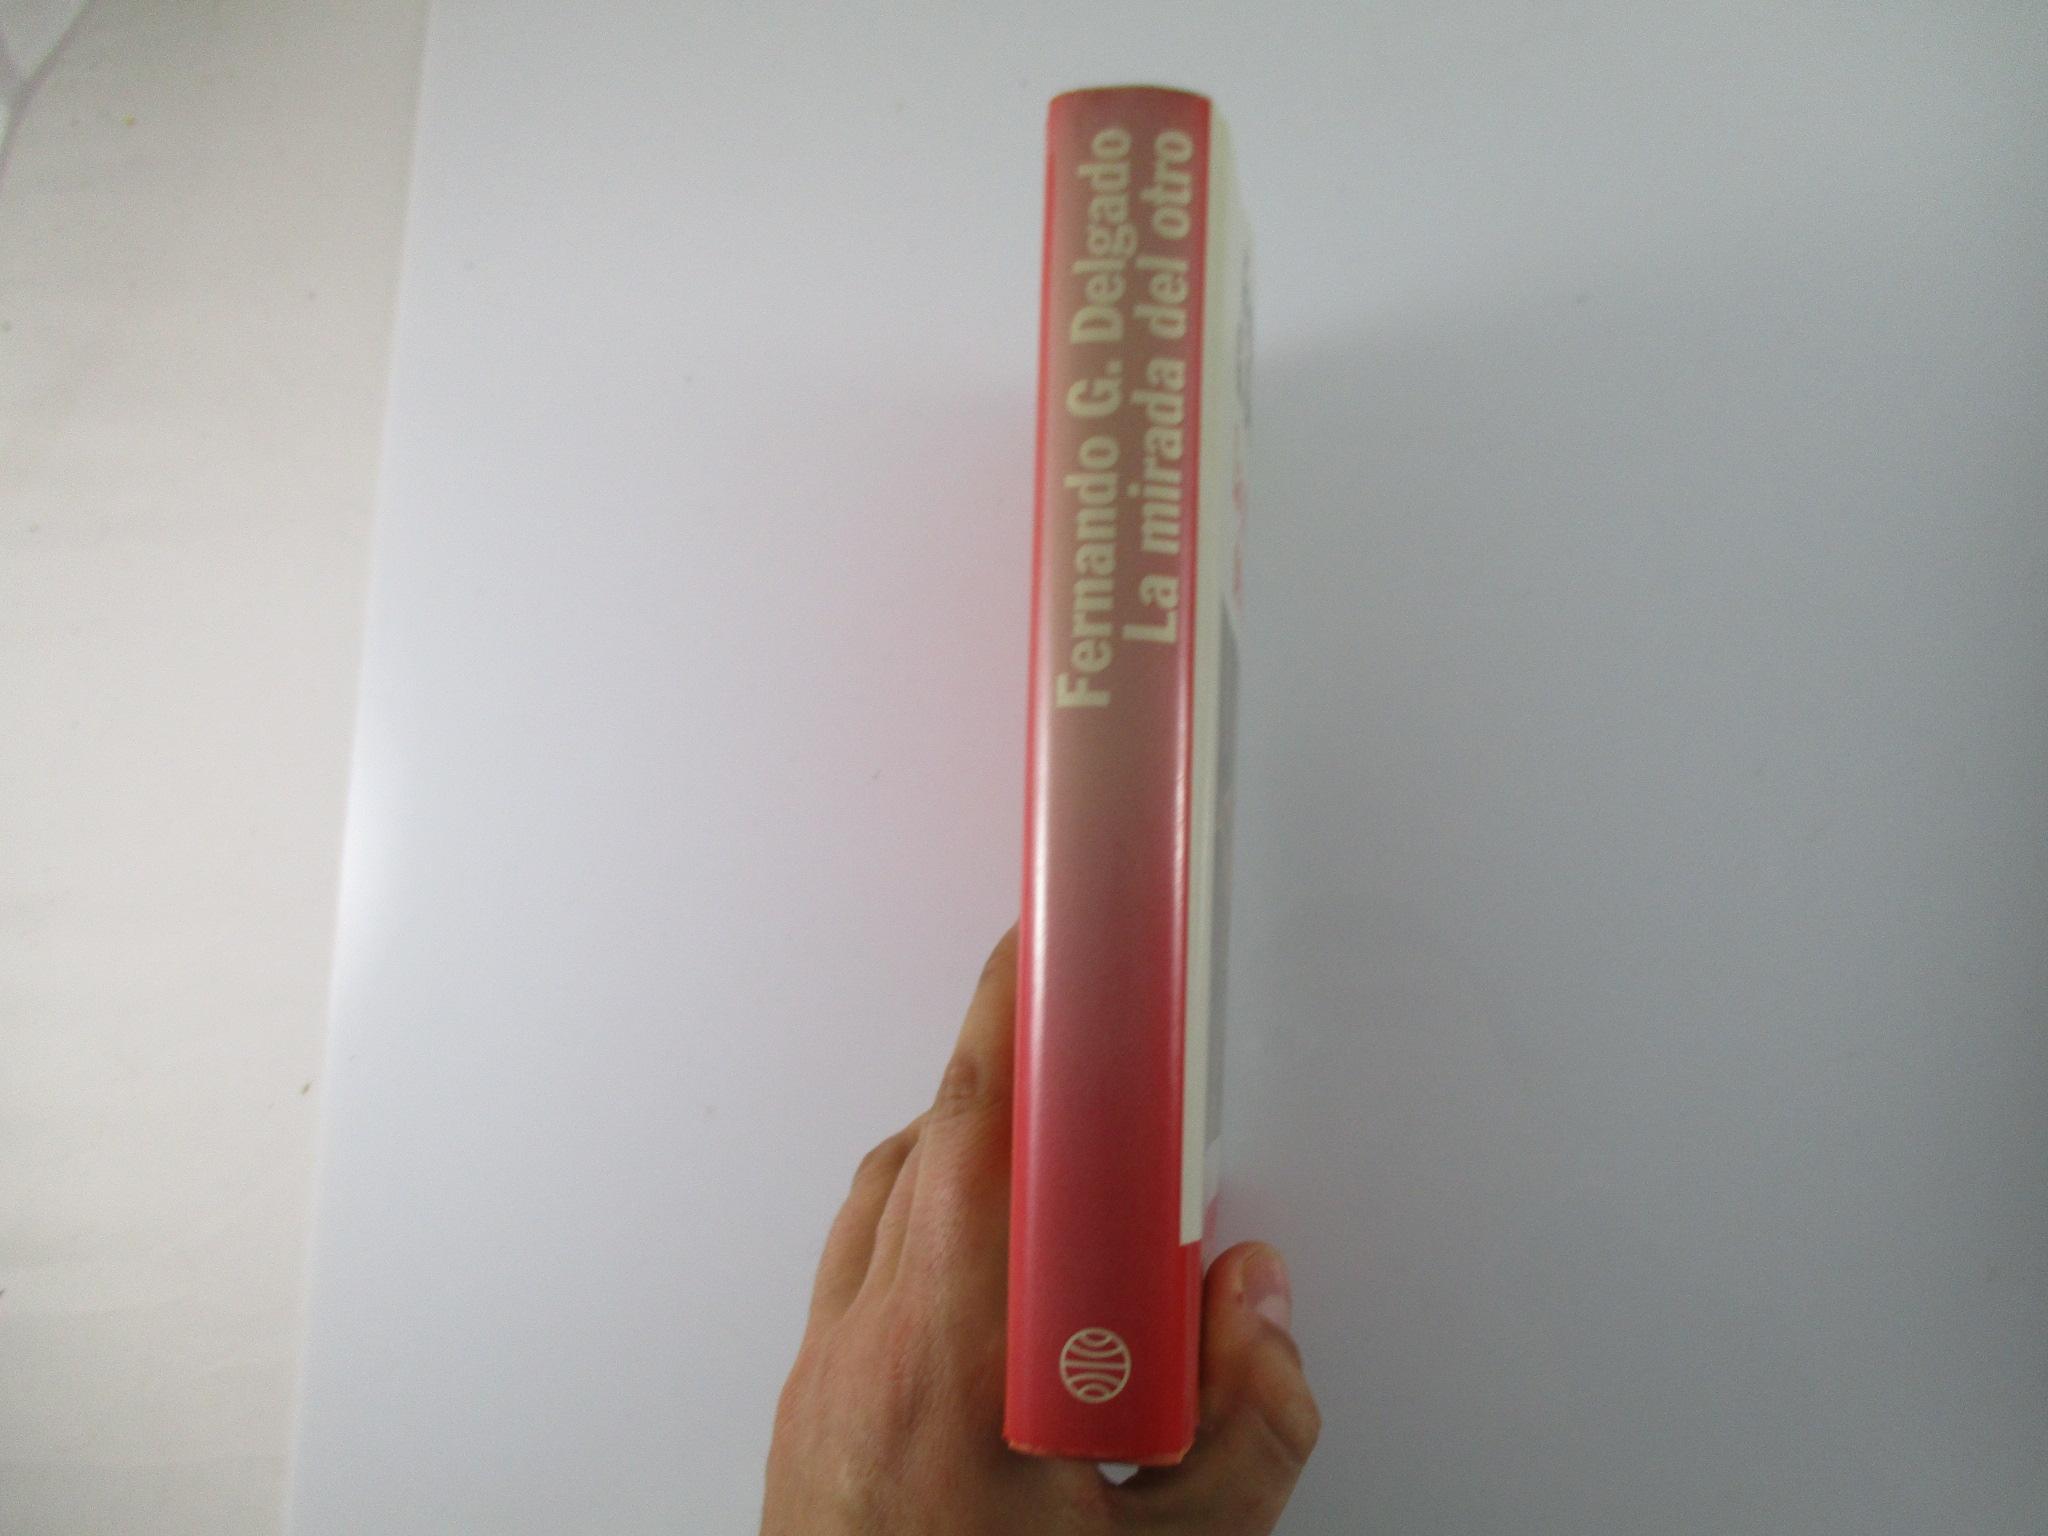 Fernando G. Delgado
La mirada del otro